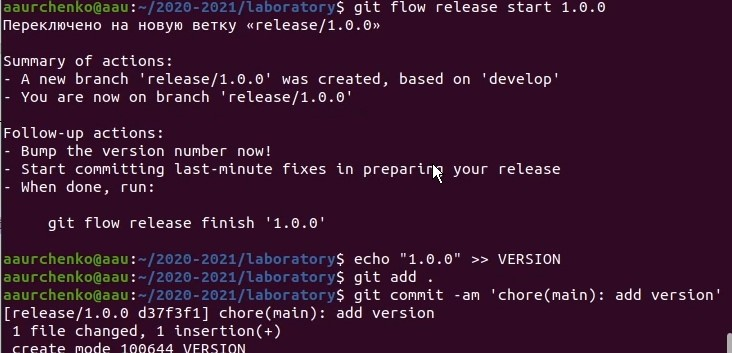 aaurchenko@aau:~/2020-2021/laboratory$ git flow release start 1.0.0
Переключено на новую ветку «release/1.0.0»
Summary of actions:
- A new branch 'release/1.0.0' was created, based on 'develop'
- You are now on branch 'release/1.0.0'
Follow-up actions:
- Bump the version number now!
- Start committing last-minute fixes in preparing your release
- When done, run:
git flow release finish '1.0.0'
aaurchenko@aau:~/2020-2021/laboratory$ echo "1.0.0" >> VERSION
aaurchenko@aau:~/2020-2021/laboratory$ git add .
aaurchenko@aau:~/2020-2021/laboratory$ git commit -am 'chore(main): add version'
[release/1.0.0 d37f3f1] chore(main): add version
1 file changed, 1 insertion(+)
create mode 100644 VERSION